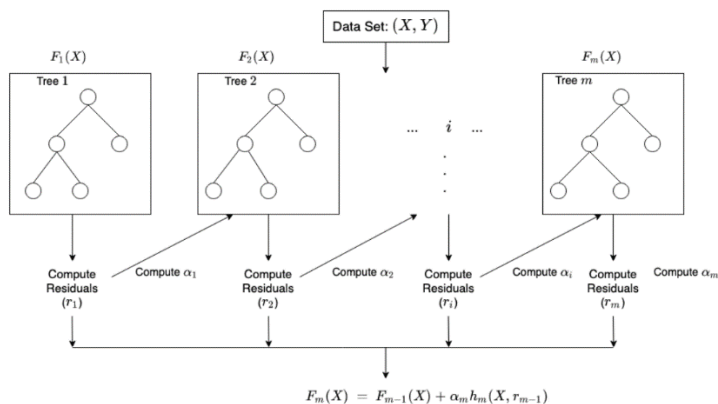 Data Set: (X, Y)
F₁(X)
F₂(X)
Fₘ(X)
Tree 1
Tree 2
Tree m
... i ...
.
.
.
Compute
Residuals
(r₁)
Compute α₁
Compute
Residuals
(r₂)
Compute α₂
Compute
Residuals
(rᵢ)
Compute αᵢ
Compute
Residuals
(rₘ)
Compute αₘ
Fₘ(X) = Fₘ₋₁(X) + αₘhₘ(X, rₘ₋₁)